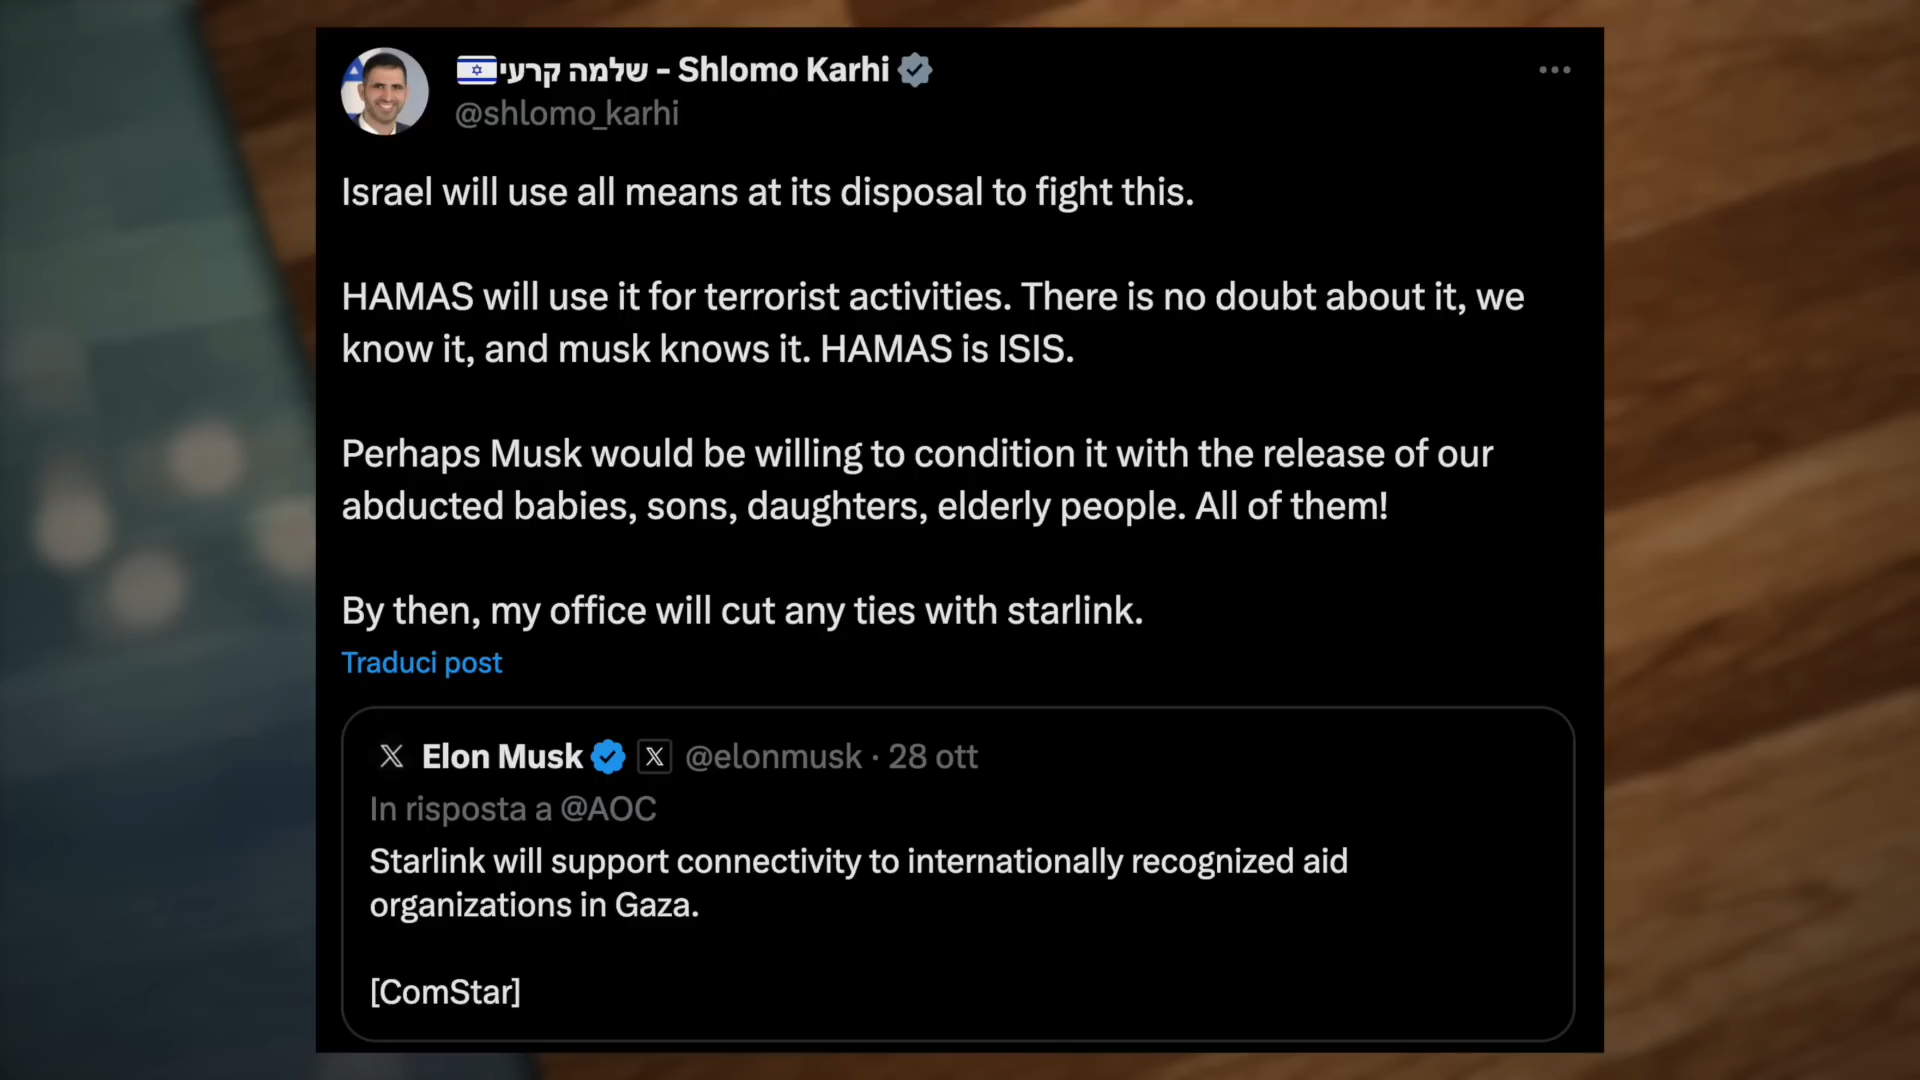 שלמה קרעי - Shlomo Karhi
@shlomo_karhi
Israel will use all means at its disposal to fight this.
HAMAS will use it for terrorist activities. There is no doubt about it, we
know it, and musk knows it. HAMAS is ISIS.
Perhaps Musk would be willing to condition it with the release of our
abducted babies, sons, daughters, elderly people. All of them!
By then, my office will cut any ties with starlink.
Traduci post
Elon Musk @elonmusk · 28 ott
In risposta a @AOC
Starlink will support connectivity to internationally recognized aid
organizations in Gaza.
[ComStar]